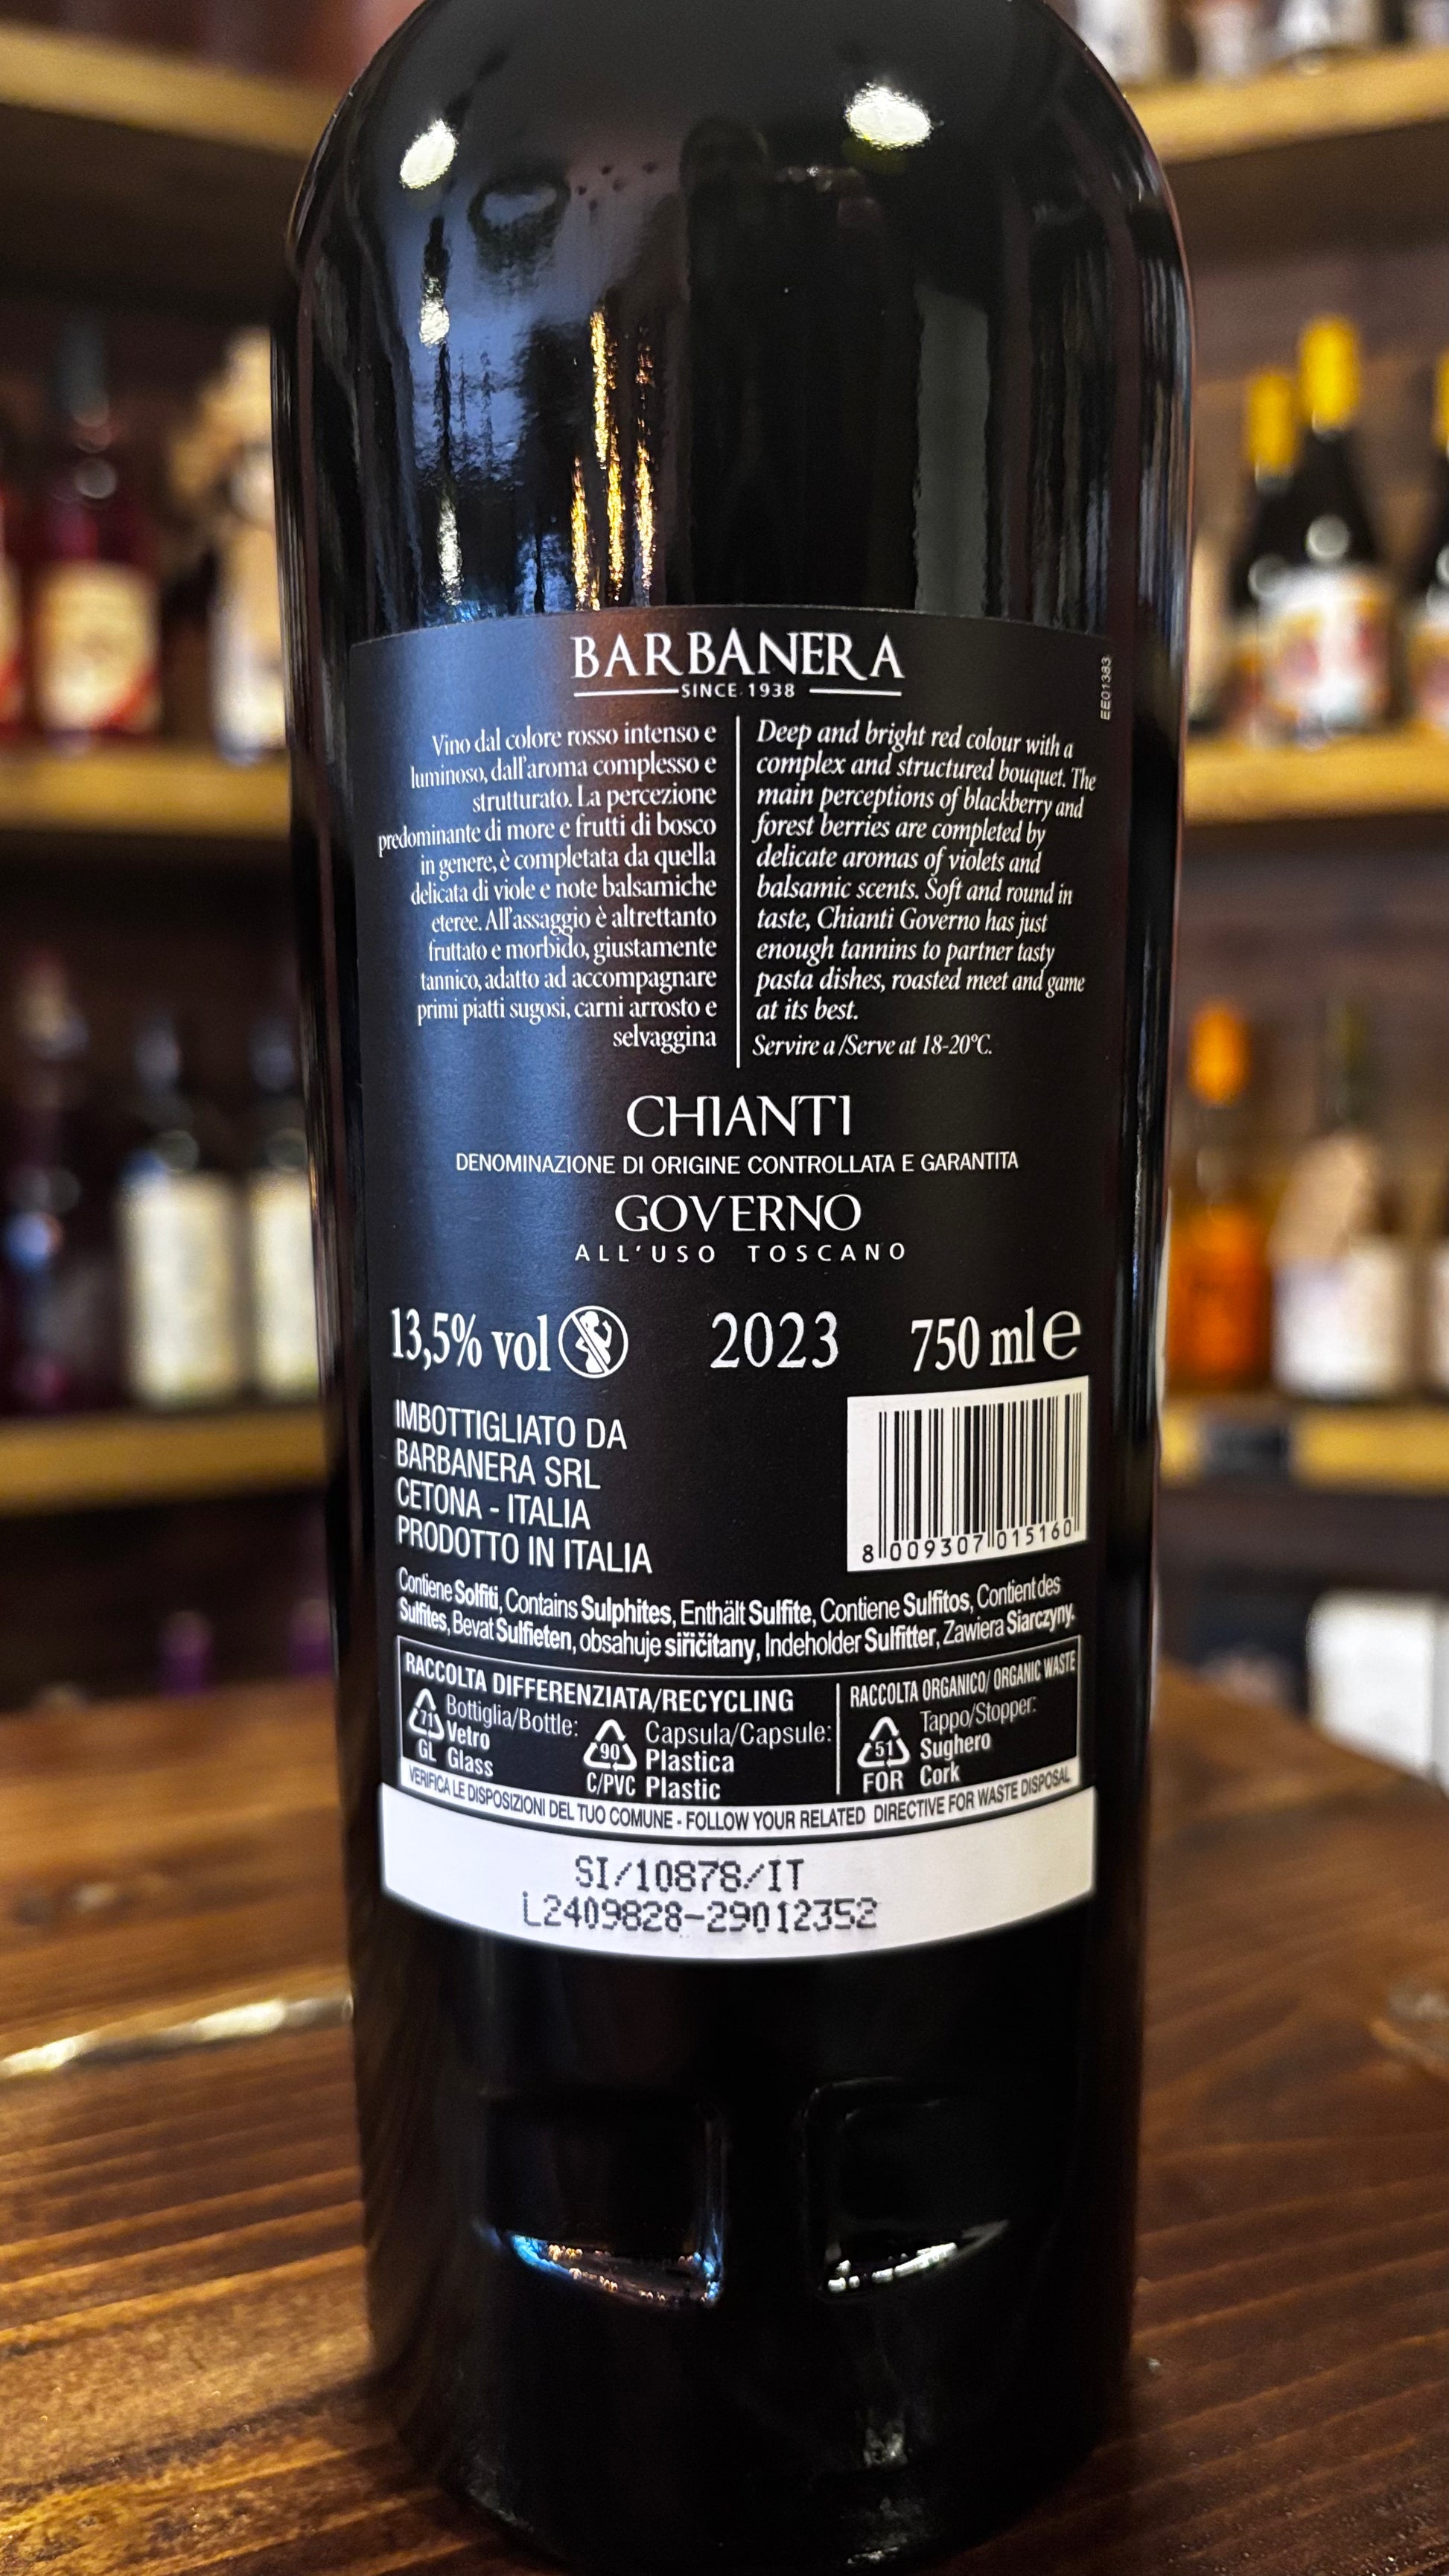 BARBANERA
SINCE 1938
EE01383
Vino dal colore rosso intenso e
luminoso, dall'aroma complesso e
strutturato. La percezione
predominante di more e frutti di bosco
in genere, è completata da quella
delicata di viole e note balsamiche
eteree. All'assaggio è altrettanto
fruttato e morbido, giustamente
tannico, adatto ad accompagnare
primi piatti sugosi, carni arrosto e
selvaggina
Deep and bright red colour with a
complex and structured bouquet. The
main perceptions of blackberry and
forest berries are completed by
delicate aromas of violets and
balsamic scents. Soft and round in
taste, Chianti Governo has just
enough tannins to partner tasty
pasta dishes, roasted meet and game
at its best.
Servire a /Serve at 18-20°C.
CHIANTI
DENOMINAZIONE DI ORIGINE CONTROLLATA E GARANTITA
GOVERNO
ALL'USO TOSCANO
13,5% vol 2023 750 ml e
IMBOTTIGLIATO DA
BARBANERA SRL
CETONA - ITALIA
PRODOTTO IN ITALIA
8 009307 015160
Contiene Solfiti, Contains Sulphites, Enthält Sulfite, Contiene Sulfitos, Contient des
Sulfites, Bevat Sulfieten, obsahuje siřičitany, Indeholder Sulfitter, Zawiera Siarczyny.
RACCOLTA DIFFERENZIATA/RECYCLING
71
GL
Bottiglia/Bottle:
Vetro
Glass
90
C/PVC
Capsula/Capsule:
Plastica
Plastic
RACCOLTA ORGANICO/ ORGANIC WASTE
51
FOR
Tappo/Stopper:
Sughero
Cork
VERIFICA LE DISPOSIZIONI DEL TUO COMUNE - FOLLOW YOUR RELATED DIRECTIVE FOR WASTE DISPOSAL
SI/10878/IT
L2409828-29012352